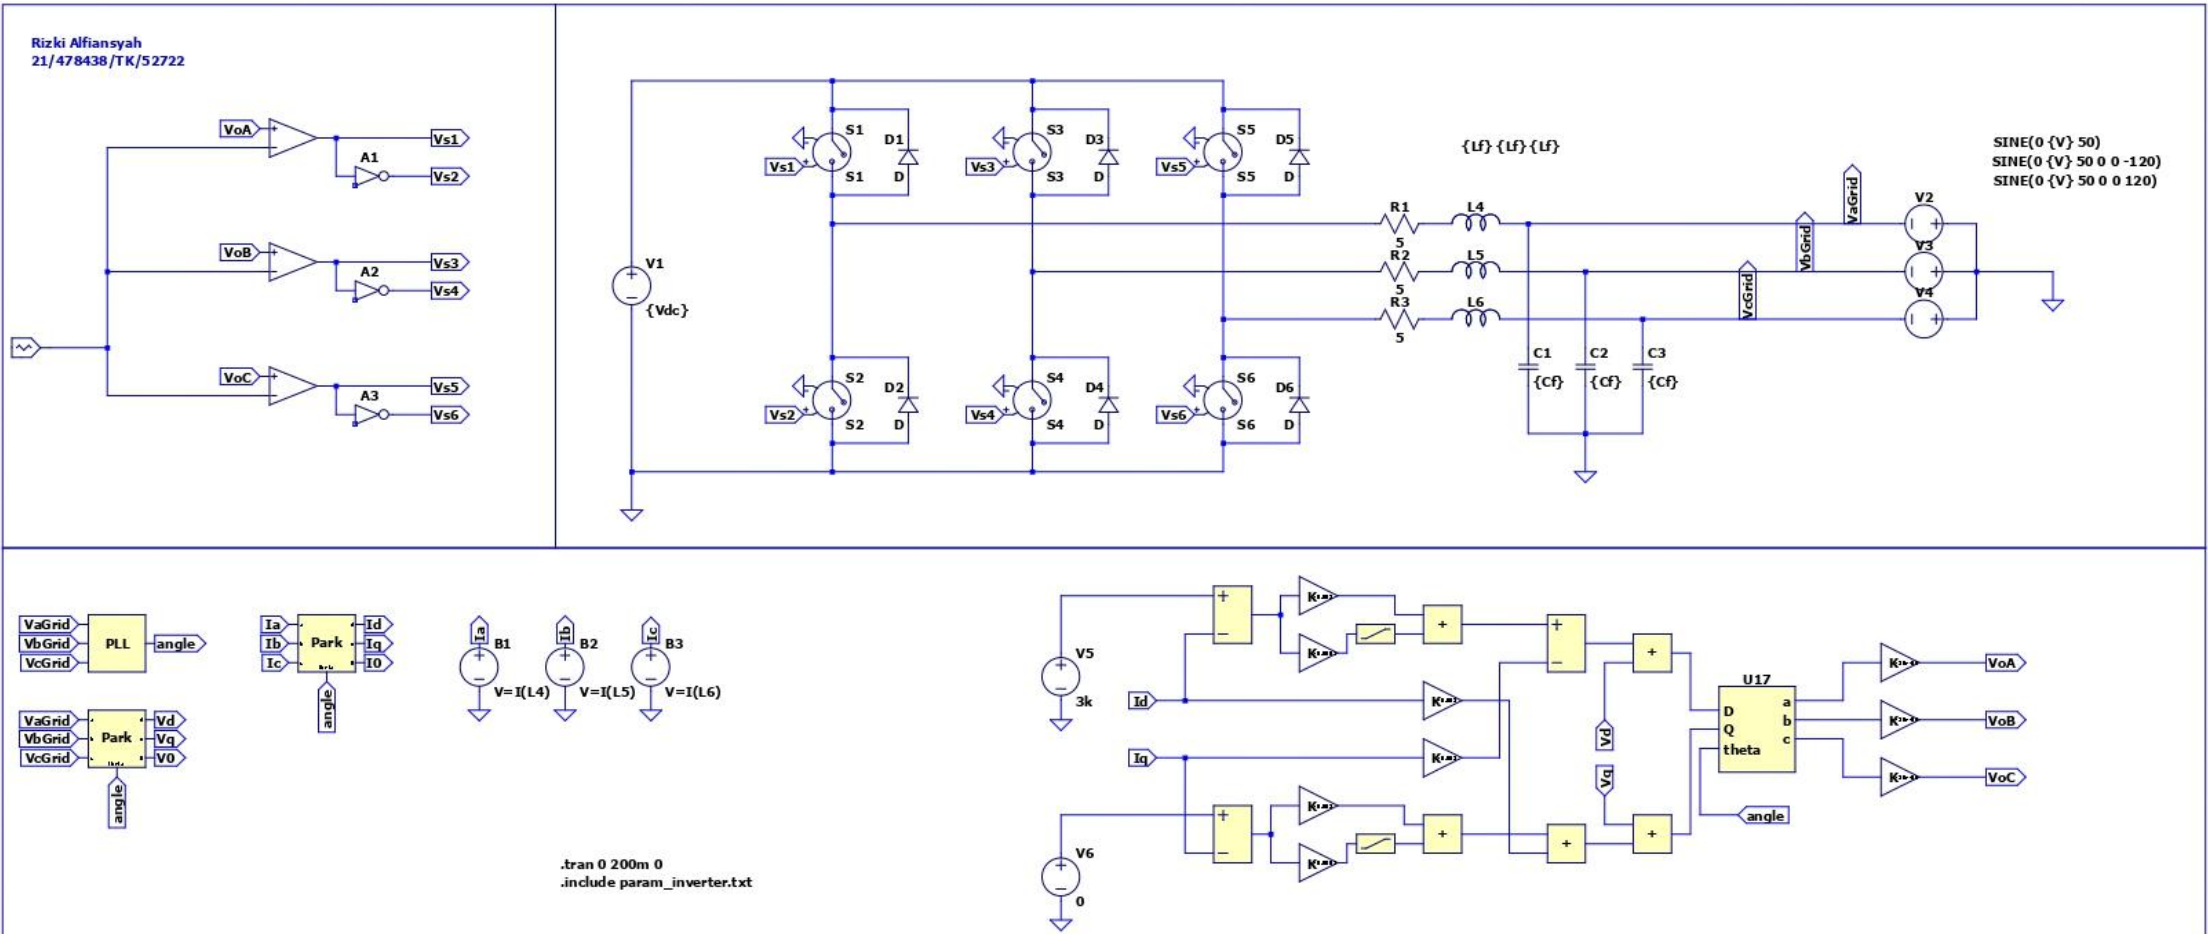 Rizki Alfiansyah
21/478438/TK/52722
VoA
Vs1
A1
Vs2
VoB
Vs3
A2
Vs4
VoC
Vs5
A3
Vs6
V1
{Vdc}
S1
Vs1
S1
D1
D
S3
Vs3
S3
D3
D
S5
Vs5
S5
D5
D
S2
Vs2
S2
D2
D
S4
Vs4
S4
D4
D
S6
Vs6
S6
D6
D
{Lf} {Lf} {Lf}
R1
5
L4
R2
5
L5
R3
5
L6
C1
{Cf}
C2
{Cf}
C3
{Cf}
VaGrid
VbGrid
VcGrid
V2
V3
V4
SINE(0 {V} 50)
SINE(0 {V} 50 0 0 -120)
SINE(0 {V} 50 0 0 120)
VaGrid
VbGrid
VcGrid
PLL
angle
Ia
Ib
Ic
Park
Id
Iq
I0
angle
VaGrid
VbGrid
VcGrid
Park
Vd
Vq
V0
angle
Ia
B1
V=I(L4)
Ib
B2
V=I(L5)
Ic
B3
V=I(L6)
.tran 0 200m 0
.include param_inverter.txt
V5
3k
Id
Iq
V6
0
+
−
+
−
+
+
+
−
+
+
+
Vd
Vq
U17
D
Q
theta
a
b
c
angle
VoA
VoB
VoC